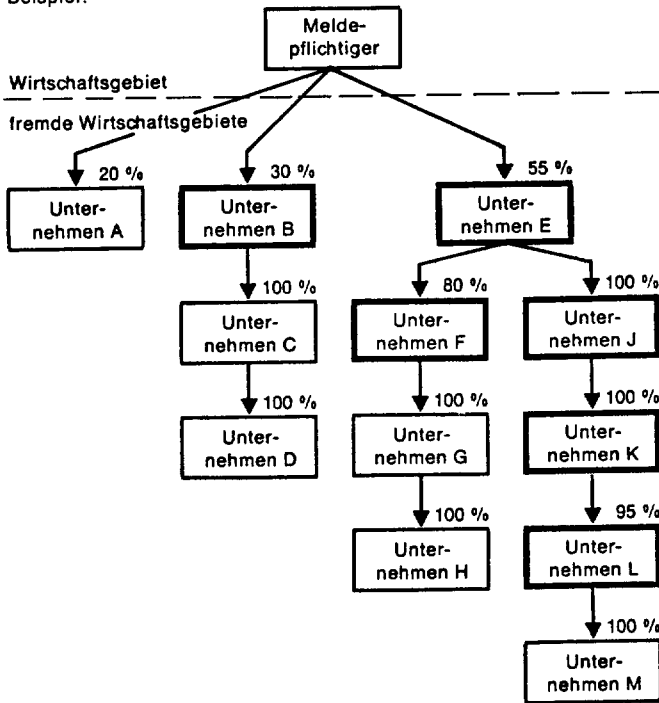 Beispiel:
Melde-
pflichtiger
Wirtschaftsgebiet
fremde Wirtschaftsgebiete
20 %
30 %
55 %
Unter-
nehmen A
Unter-
nehmen B
Unter-
nehmen E
100 %
80 %
100 %
Unter-
nehmen C
Unter-
nehmen F
Unter-
nehmen J
100 %
100 %
100 %
Unter-
nehmen D
Unter-
nehmen G
Unter-
nehmen K
100 %
95 %
Unter-
nehmen H
Unter-
nehmen L
100 %
Unter-
nehmen M